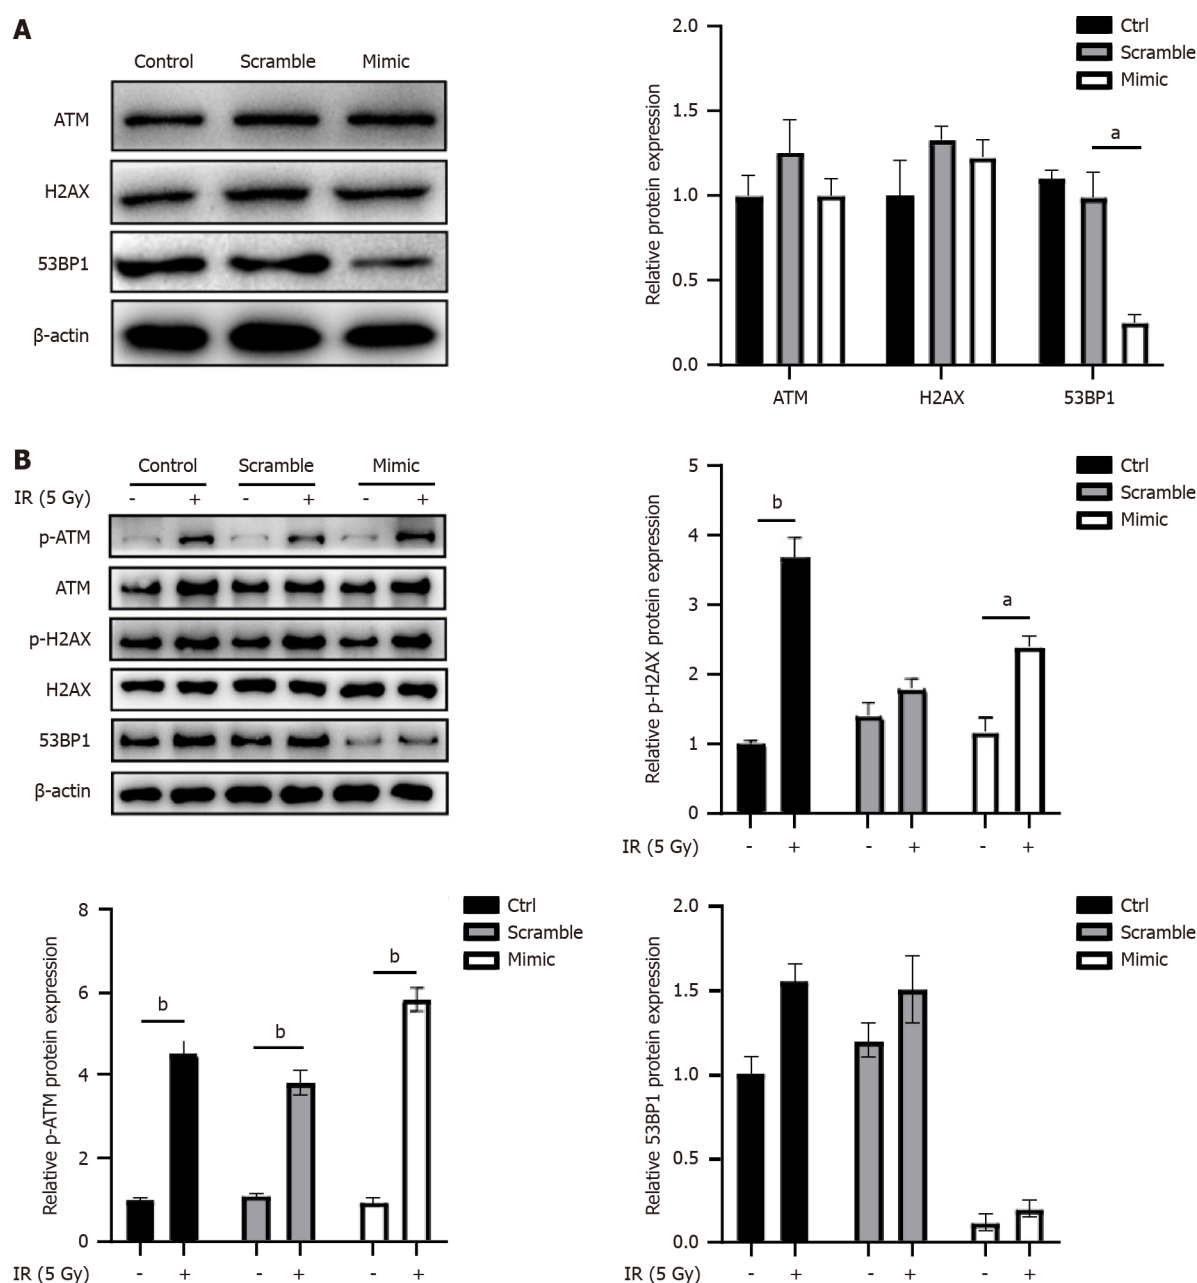 A
Control Scramble Mimic
ATM
H2AX
53BP1
β-actin
Relative protein expression
2.0
1.5
1.0
0.5
0.0
ATM H2AX 53BP1
a
Ctrl
Scramble
Mimic
B
Control Scramble Mimic
IR (5 Gy) - + - + - +
p-ATM
ATM
p-H2AX
H2AX
53BP1
β-actin
Relative p-H2AX protein expression
5
4
3
2
1
0
b
a
IR (5 Gy) - + - + - +
Ctrl
Scramble
Mimic
Relative p-ATM protein expression
8
6
4
2
0
b
b
b
IR (5 Gy) - + - + - +
Ctrl
Scramble
Mimic
Relative 53BP1 protein expression
2.0
1.5
1.0
0.5
0.0
IR (5 Gy) - + - + - +
Ctrl
Scramble
Mimic